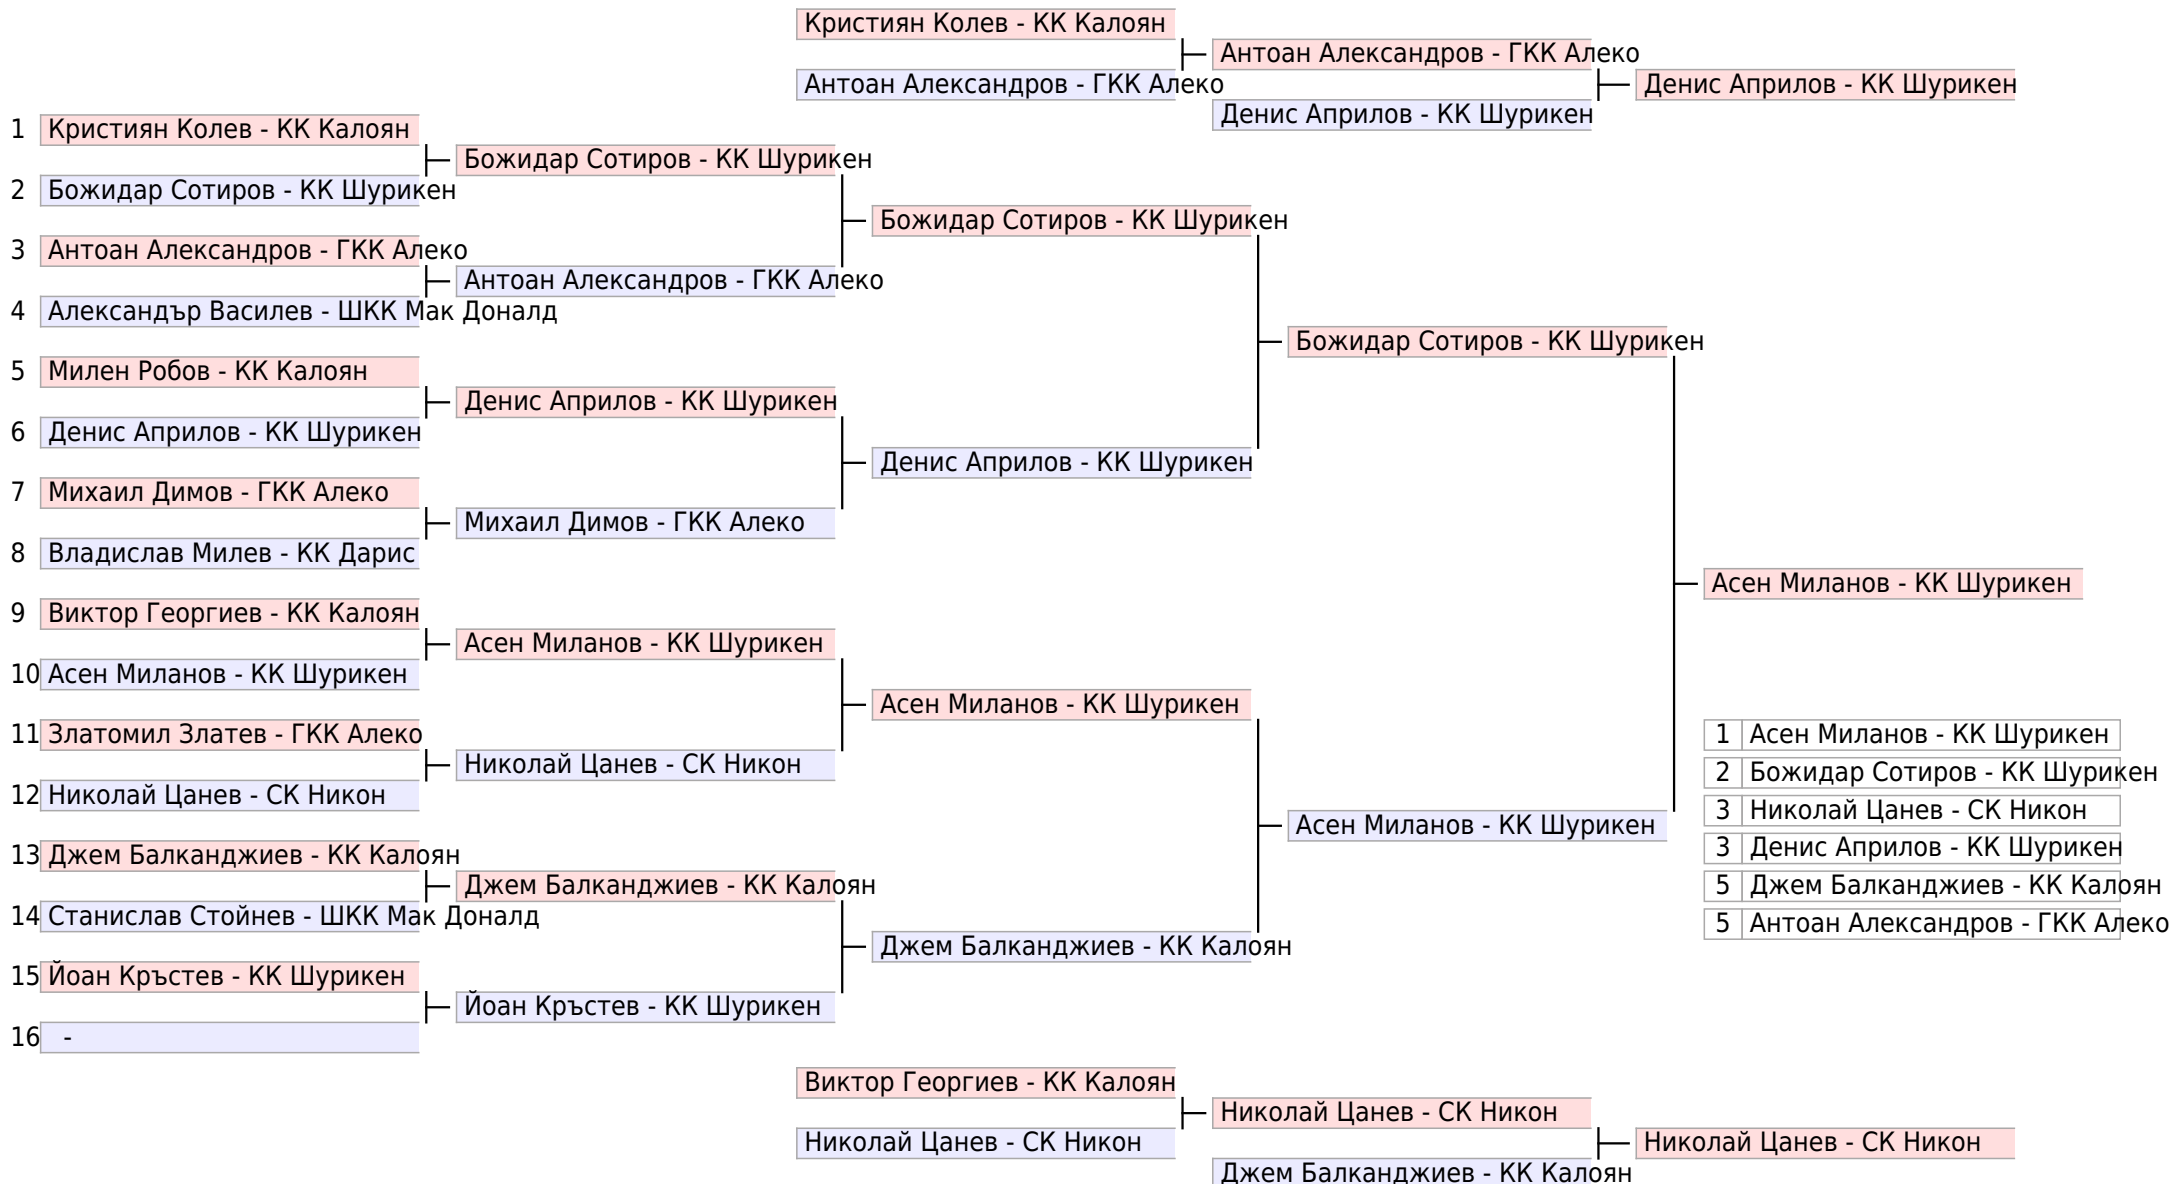 Кристиян Колев - КК Калоян
Антоан Александров - ГКК Алеко
Антоан Александров - ГКК Алеко
Денис Априлов - КК Шурикен
Денис Априлов - КК Шурикен
1 Кристиян Колев - КК Калоян
Божидар Сотиров - КК Шурикен
2 Божидар Сотиров - КК Шурикен
Божидар Сотиров - КК Шурикен
3 Антоан Александров - ГКК Алеко
Антоан Александров - ГКК Алеко
4 Александър Василев - ШКК Мак Доналд
Божидар Сотиров - КК Шурикен
5 Милен Робов - КК Калоян
Денис Априлов - КК Шурикен
6 Денис Априлов - КК Шурикен
Денис Априлов - КК Шурикен
7 Михаил Димов - ГКК Алеко
Михаил Димов - ГКК Алеко
8 Владислав Милев - КК Дарис
Асен Миланов - КК Шурикен
9 Виктор Георгиев - КК Калоян
Асен Миланов - КК Шурикен
10 Асен Миланов - КК Шурикен
Асен Миланов - КК Шурикен
11 Златомил Златев - ГКК Алеко
Николай Цанев - СК Никон
12 Николай Цанев - СК Никон
Асен Миланов - КК Шурикен
13 Джем Балканджиев - КК Калоян
Джем Балканджиев - КК Калоян
14 Станислав Стойнев - ШКК Мак Доналд
Джем Балканджиев - КК Калоян
15 Йоан Кръстев - КК Шурикен
Йоан Кръстев - КК Шурикен
16 -
1 Асен Миланов - КК Шурикен
2 Божидар Сотиров - КК Шурикен
3 Николай Цанев - СК Никон
3 Денис Априлов - КК Шурикен
5 Джем Балканджиев - КК Калоян
5 Антоан Александров - ГКК Алеко
Виктор Георгиев - КК Калоян
Николай Цанев - СК Никон
Николай Цанев - СК Никон
Николай Цанев - СК Никон
Джем Балканджиев - КК Калоян